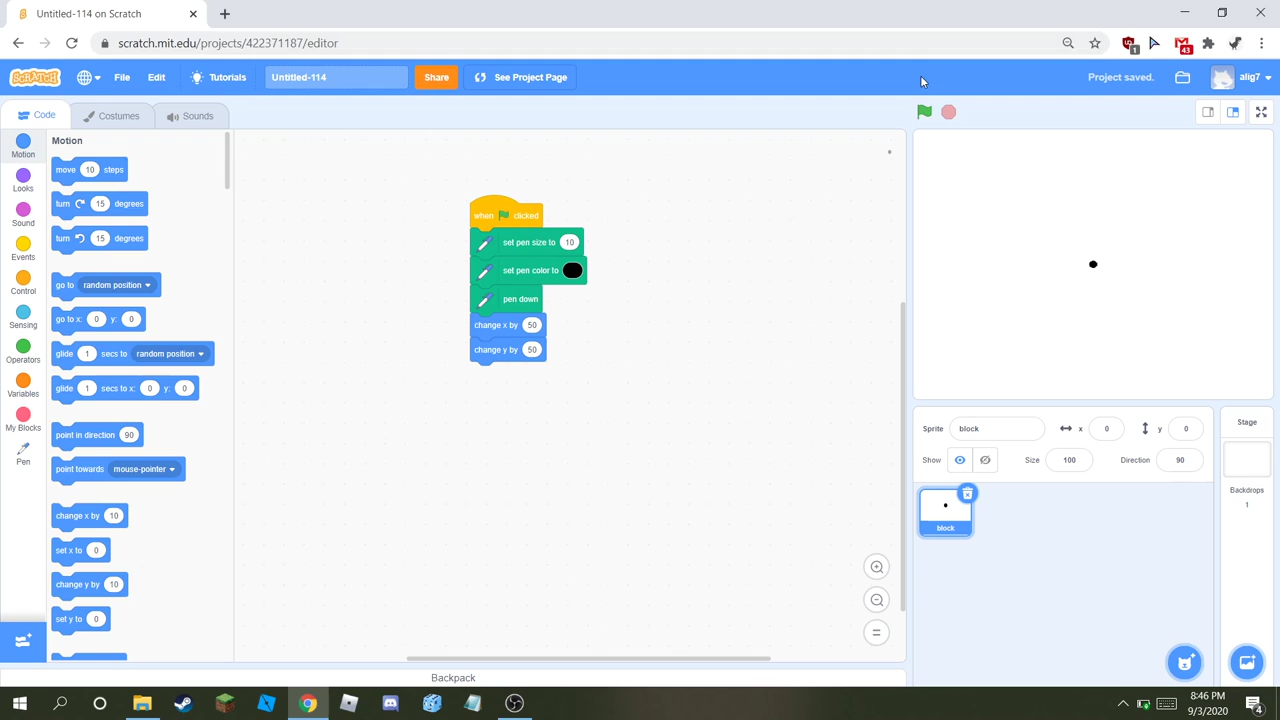 Untitled-114 on Scratch
scratch.mit.edu/projects/422371187/editor
1
43
SCRATCH
File
Edit
Tutorials
Untitled-114
Share
See Project Page
Project saved.
alig7
Code
Costumes
Sounds
Motion
Looks
Sound
Events
Control
Sensing
Operators
Variables
My Blocks
Pen
Motion
move 10 steps
turn 15 degrees
turn 15 degrees
go to random position
go to x: 0 y: 0
glide 1 secs to random position
glide 1 secs to x: 0 y: 0
point in direction 90
point towards mouse-pointer
change x by 10
set x to 0
change y by 10
set y to 0
when clicked
set pen size to 10
set pen color to
pen down
change x by 50
change y by 50
Backpack
Sprite block x 0 y 0
Show Size 100 Direction 90
block
Stage
Backdrops
1
8:46 PM
9/3/2020
4